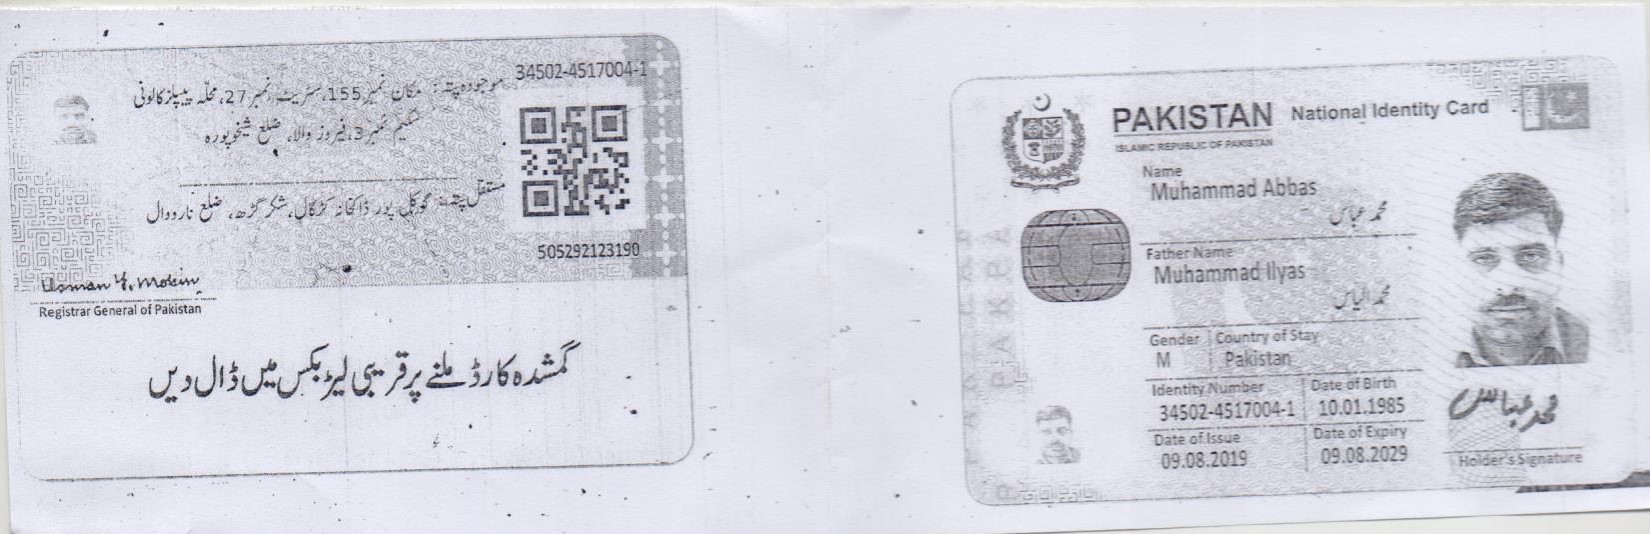 34502-4517004-1
موجودہ پتہ: مکان نمبر 155، سٹریٹ نمبر 27، محلّہ پیپلز کالونی
سکیم نمبر 3، فیروز والا، ضلع شیخوپورہ
مستقل پتہ: گوکل پور ڈاکخانہ کڑگال، شکر گڑھ، ضلع نارووال
505292123190
Usman Y. Mobin
Registrar General of Pakistan
گمشدہ کارڈ ملنے پر قریبی لیٹر بکس میں ڈال دیں
PAKISTAN National Identity Card
ISLAMIC REPUBLIC OF PAKISTAN
Name
Muhammad Abbas
محمد عباس
Father Name
Muhammad Ilyas
محمد الیاس
Gender Country of Stay
M Pakistan
Identity Number Date of Birth
34502-4517004-1 10.01.1985
Date of Issue Date of Expiry
09.08.2019 09.08.2029
محمد عباس
Holder's Signature